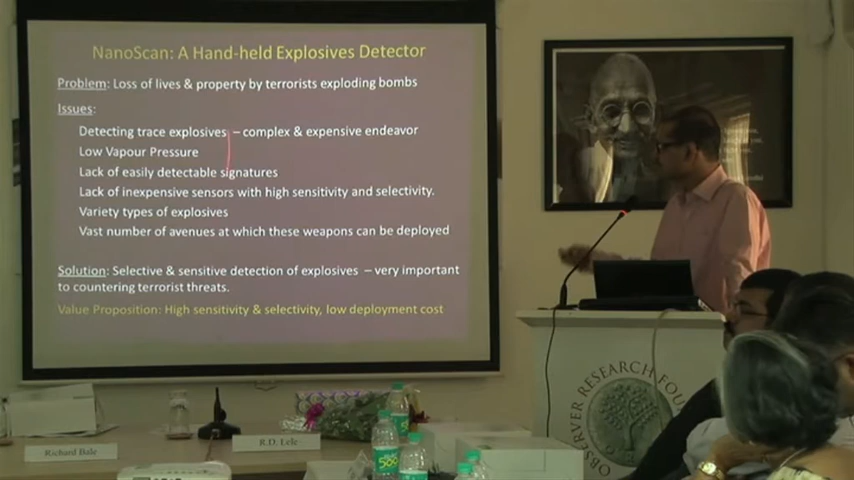 NanoScan: A Hand-held Explosives Detector
Problem: Loss of lives & property by terrorists exploding bombs
Issues:
Detecting trace explosives – complex & expensive endeavor
Low Vapour Pressure
Lack of easily detectable signatures
Lack of inexpensive sensors with high sensitivity and selectivity.
Variety types of explosives
Vast number of avenues at which these weapons can be deployed
Solution: Selective & sensitive detection of explosives – very important
to countering terrorist threats.
Value Proposition: High sensitivity & selectivity, low deployment cost
OBSERVER RESEARCH FOU
Richard Bale
R.D. Lele